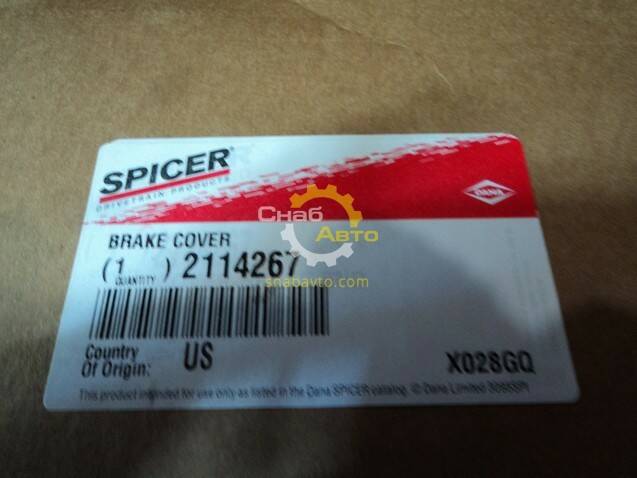 SPICER®
DRIVETRAIN PRODUCTS
DANA
Снаб
Авто
BRAKE COVER
( 1 ) 2114267
QUANTITY
snabavto.com
Country
Of Origin: US
X028GQ
This product intended for use only as listed in the Dana SPICER catalog. © Dana Limited